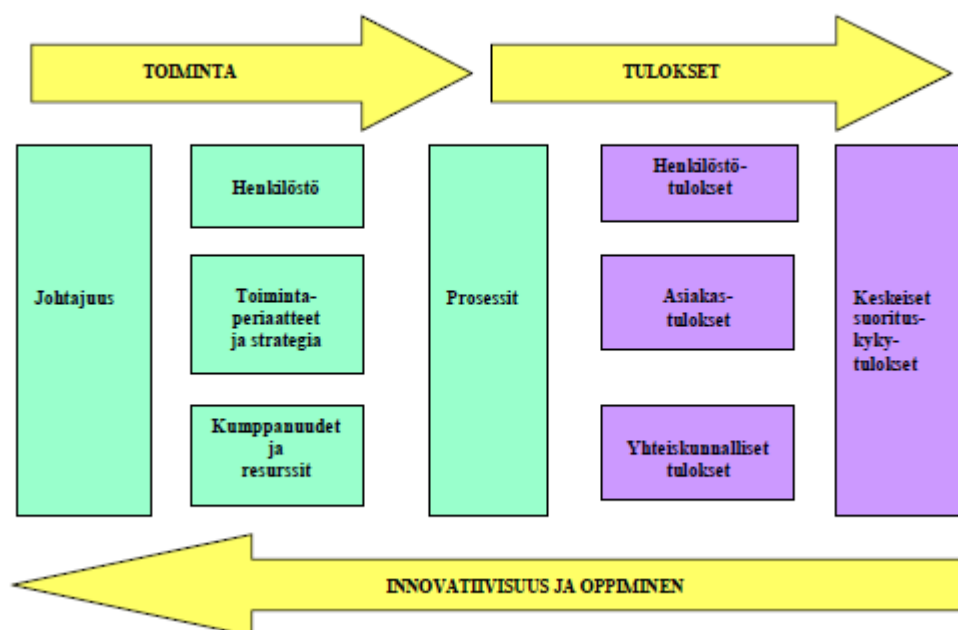 TOIMINTA
TULOKSET
Johtajuus
Henkilöstö
Toiminta-
periaatteet
ja strategia
Kumppanuudet
ja
resurssit
Prosessit
Henkilöstö-
tulokset
Asiakas-
tulokset
Yhteiskunnalliset
tulokset
Keskeiset
suoritus-
kyky-
tulokset
INNOVATIIVISUUS JA OPPIMINEN